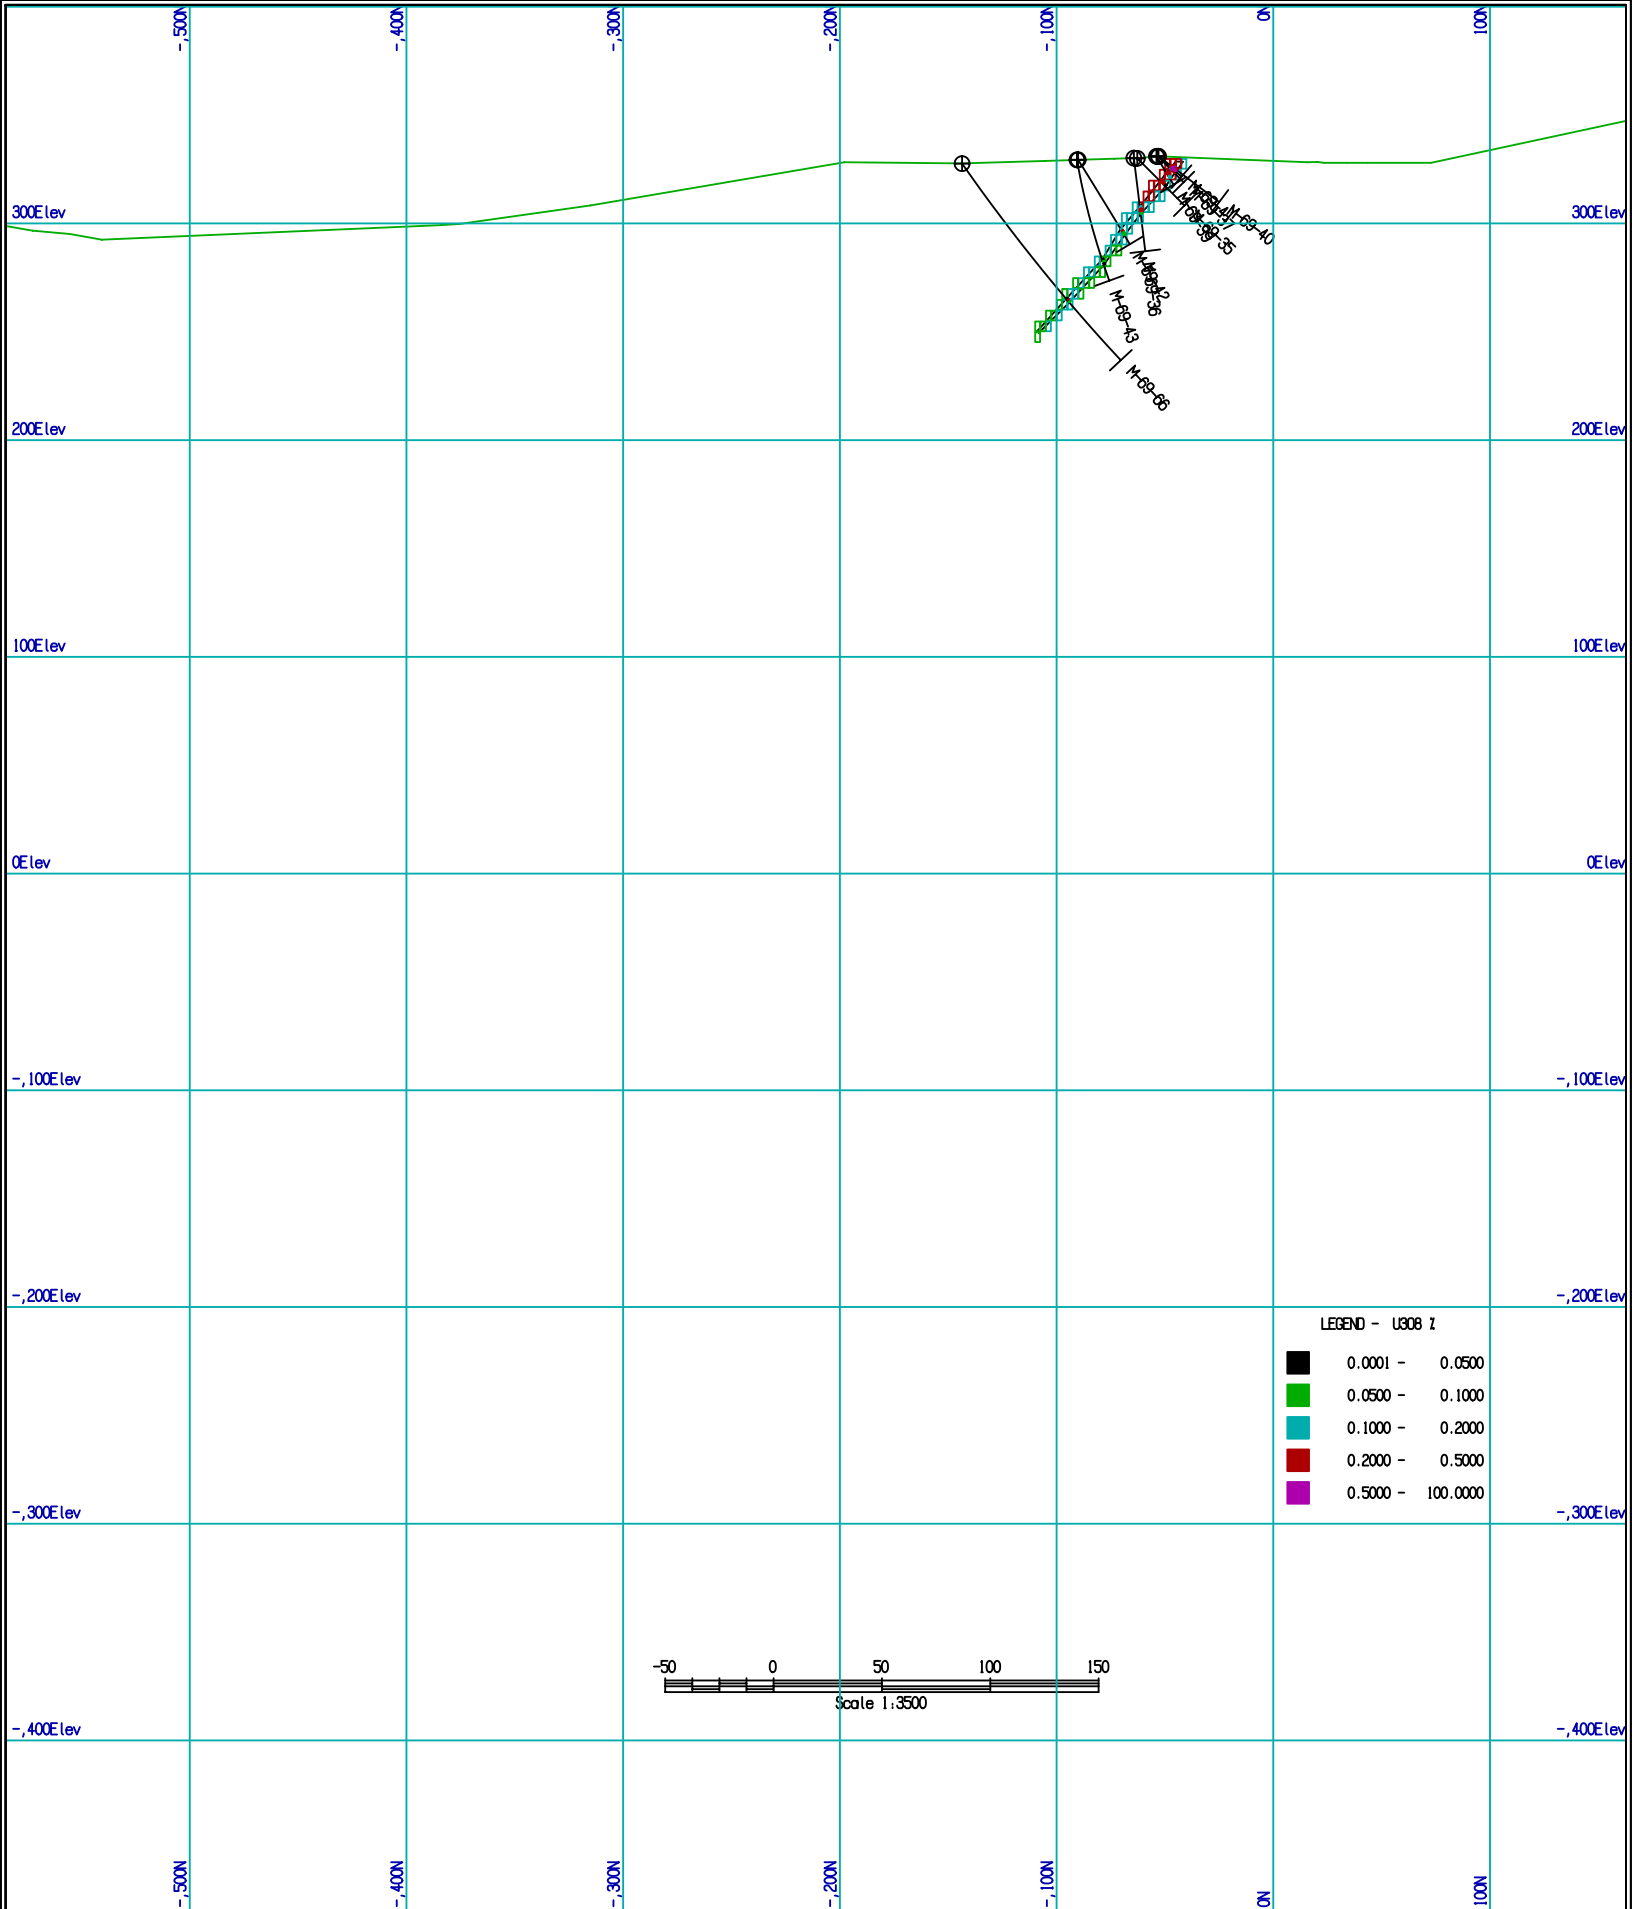 -,500N
-,400N
-,300N
-,200N
-,100N
0N
100N
300Elev
M-69-40
M-69-35
M-69-42
M-69-36
M-69-43
M-69-66
200Elev 200Elev
100Elev 100Elev
0Elev 0Elev
-,100Elev -,100Elev
-,200Elev -,200Elev
LEGEND - U3O8 %
0.0001 - 0.0500
0.0500 - 0.1000
0.1000 - 0.2000
0.2000 - 0.5000
0.5000 - 100.0000
-,300Elev -,300Elev
-50 0 50 100 150
Scale 1:3500
-,400Elev -,400Elev
-,500N
-,400N
-,300N
-,200N
-,100N
0N
100N